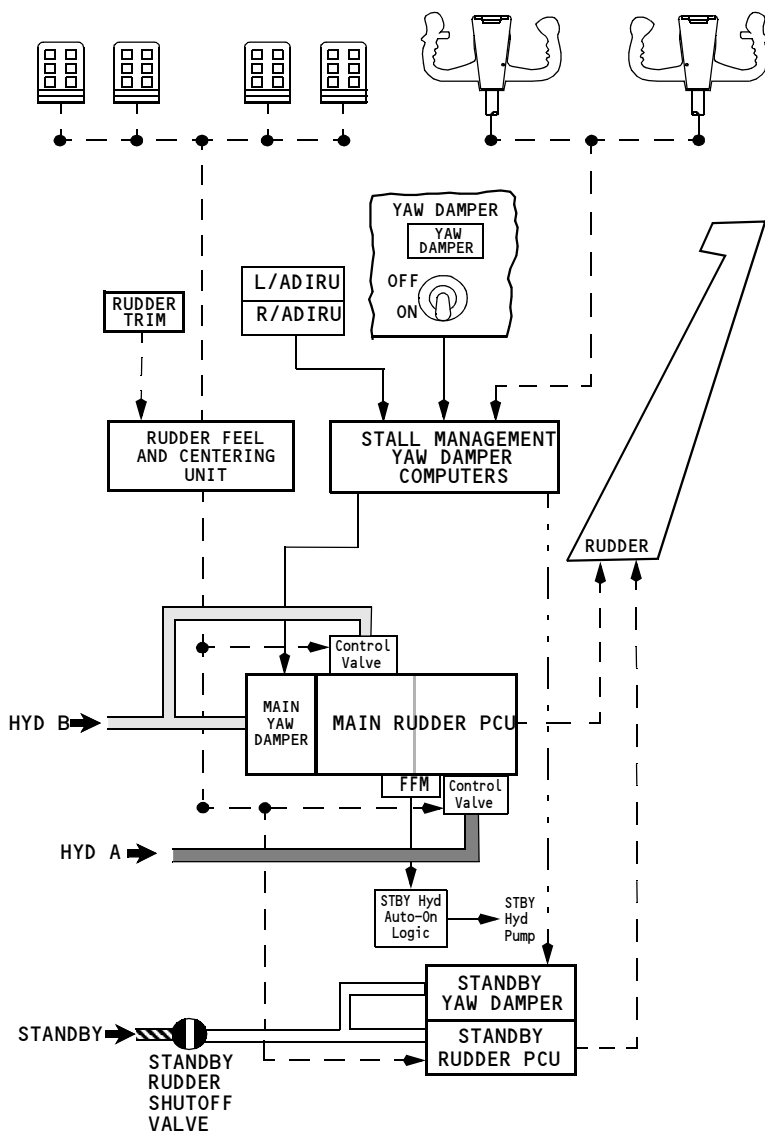 YAW DAMPER
YAW
DAMPER
OFF
ON
L/ADIRU
R/ADIRU
RUDDER
TRIM
RUDDER FEEL
AND CENTERING
UNIT
STALL MANAGEMENT
YAW DAMPER
COMPUTERS
RUDDER
Control
Valve
HYD B
MAIN
YAW
DAMPER
MAIN RUDDER PCU
FFM
Control
Valve
HYD A
STBY Hyd
Auto-On
Logic
STBY
Hyd
Pump
STANDBY
YAW DAMPER
STANDBY
STANDBY
RUDDER PCU
STANDBY
RUDDER
SHUTOFF
VALVE